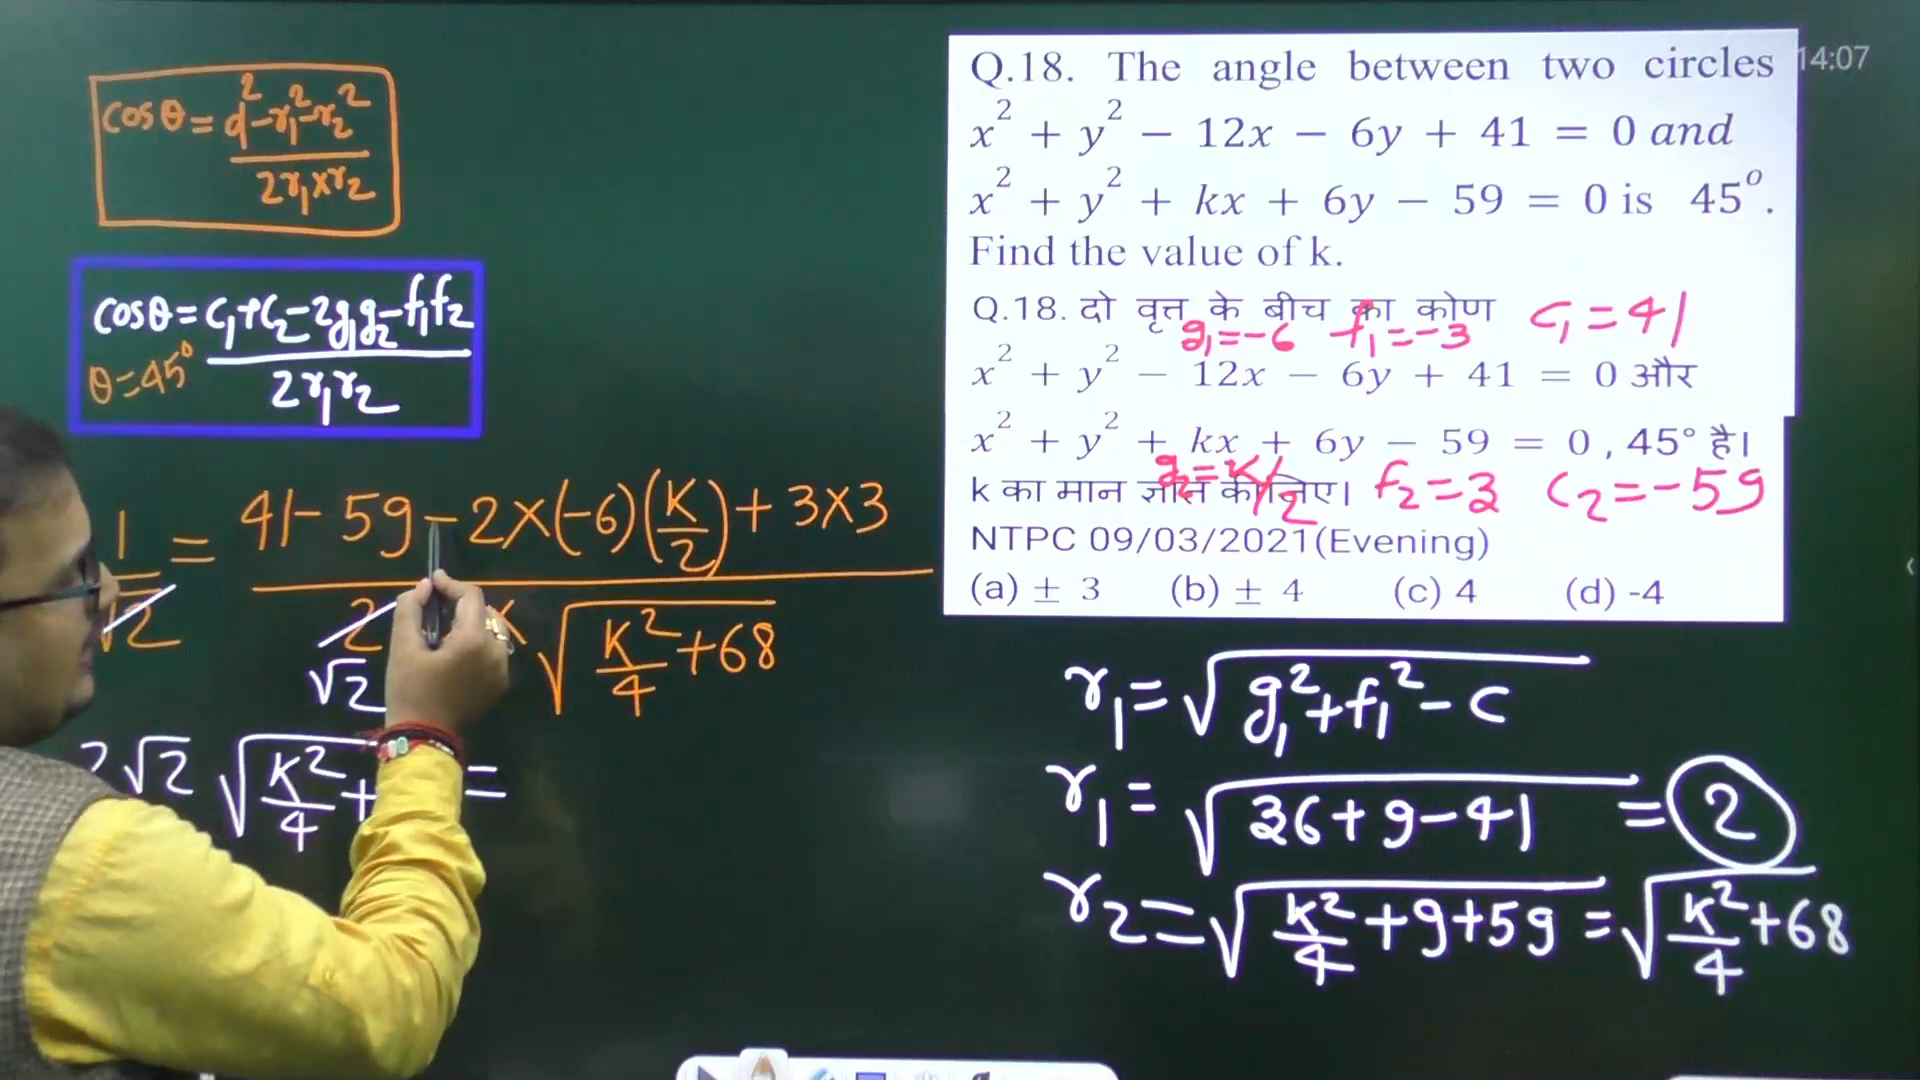 cosθ = d² - r₁² - r₂²
2r₁ × r₂
cosθ = c₁ + c₂ - 2g₁g₂ - f₁f₂
2r₁r₂
θ = 45°
1/√2 = 41 - 59 - 2 × (-6)(K/2) + 3 × 3
2 × √(K²/4 + 68)
√2
2√2 √(K²/4 + =
14:07
Q.18. The angle between two circles
x² + y² − 12x − 6y + 41 = 0 and
x² + y² + kx + 6y − 59 = 0 is 45°.
Find the value of k.
Q.18. दो वृत्त के बीच का कोण
g₁ = -6 f₁ = -3 c₁ = 41
x² + y² − 12x − 6y + 41 = 0 और
x² + y² + kx + 6y − 59 = 0 , 45° है।
k का मान ज्ञात कीजिए।
g₂ = K/2 f₂ = 3 c₂ = -59
NTPC 09/03/2021(Evening)
(a) ± 3 (b) ± 4 (c) 4 (d) -4
r₁ = √(g₁² + f₁² - c)
r₁ = √(36 + 9 - 41) = 2
r₂ = √(K²/4 + 9 + 59) = √(K²/4 + 68)